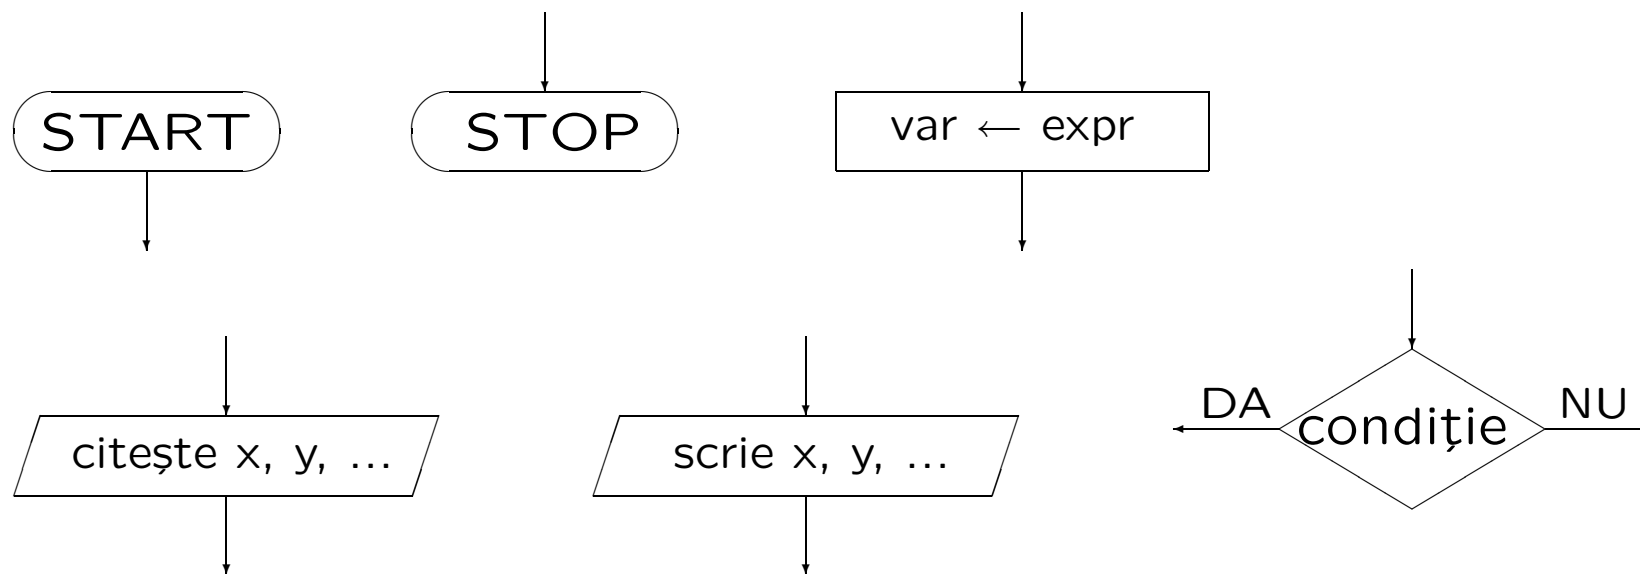 START
STOP
var ← expr
citește x, y, ...
scrie x, y, ...
DA
condiție
NU